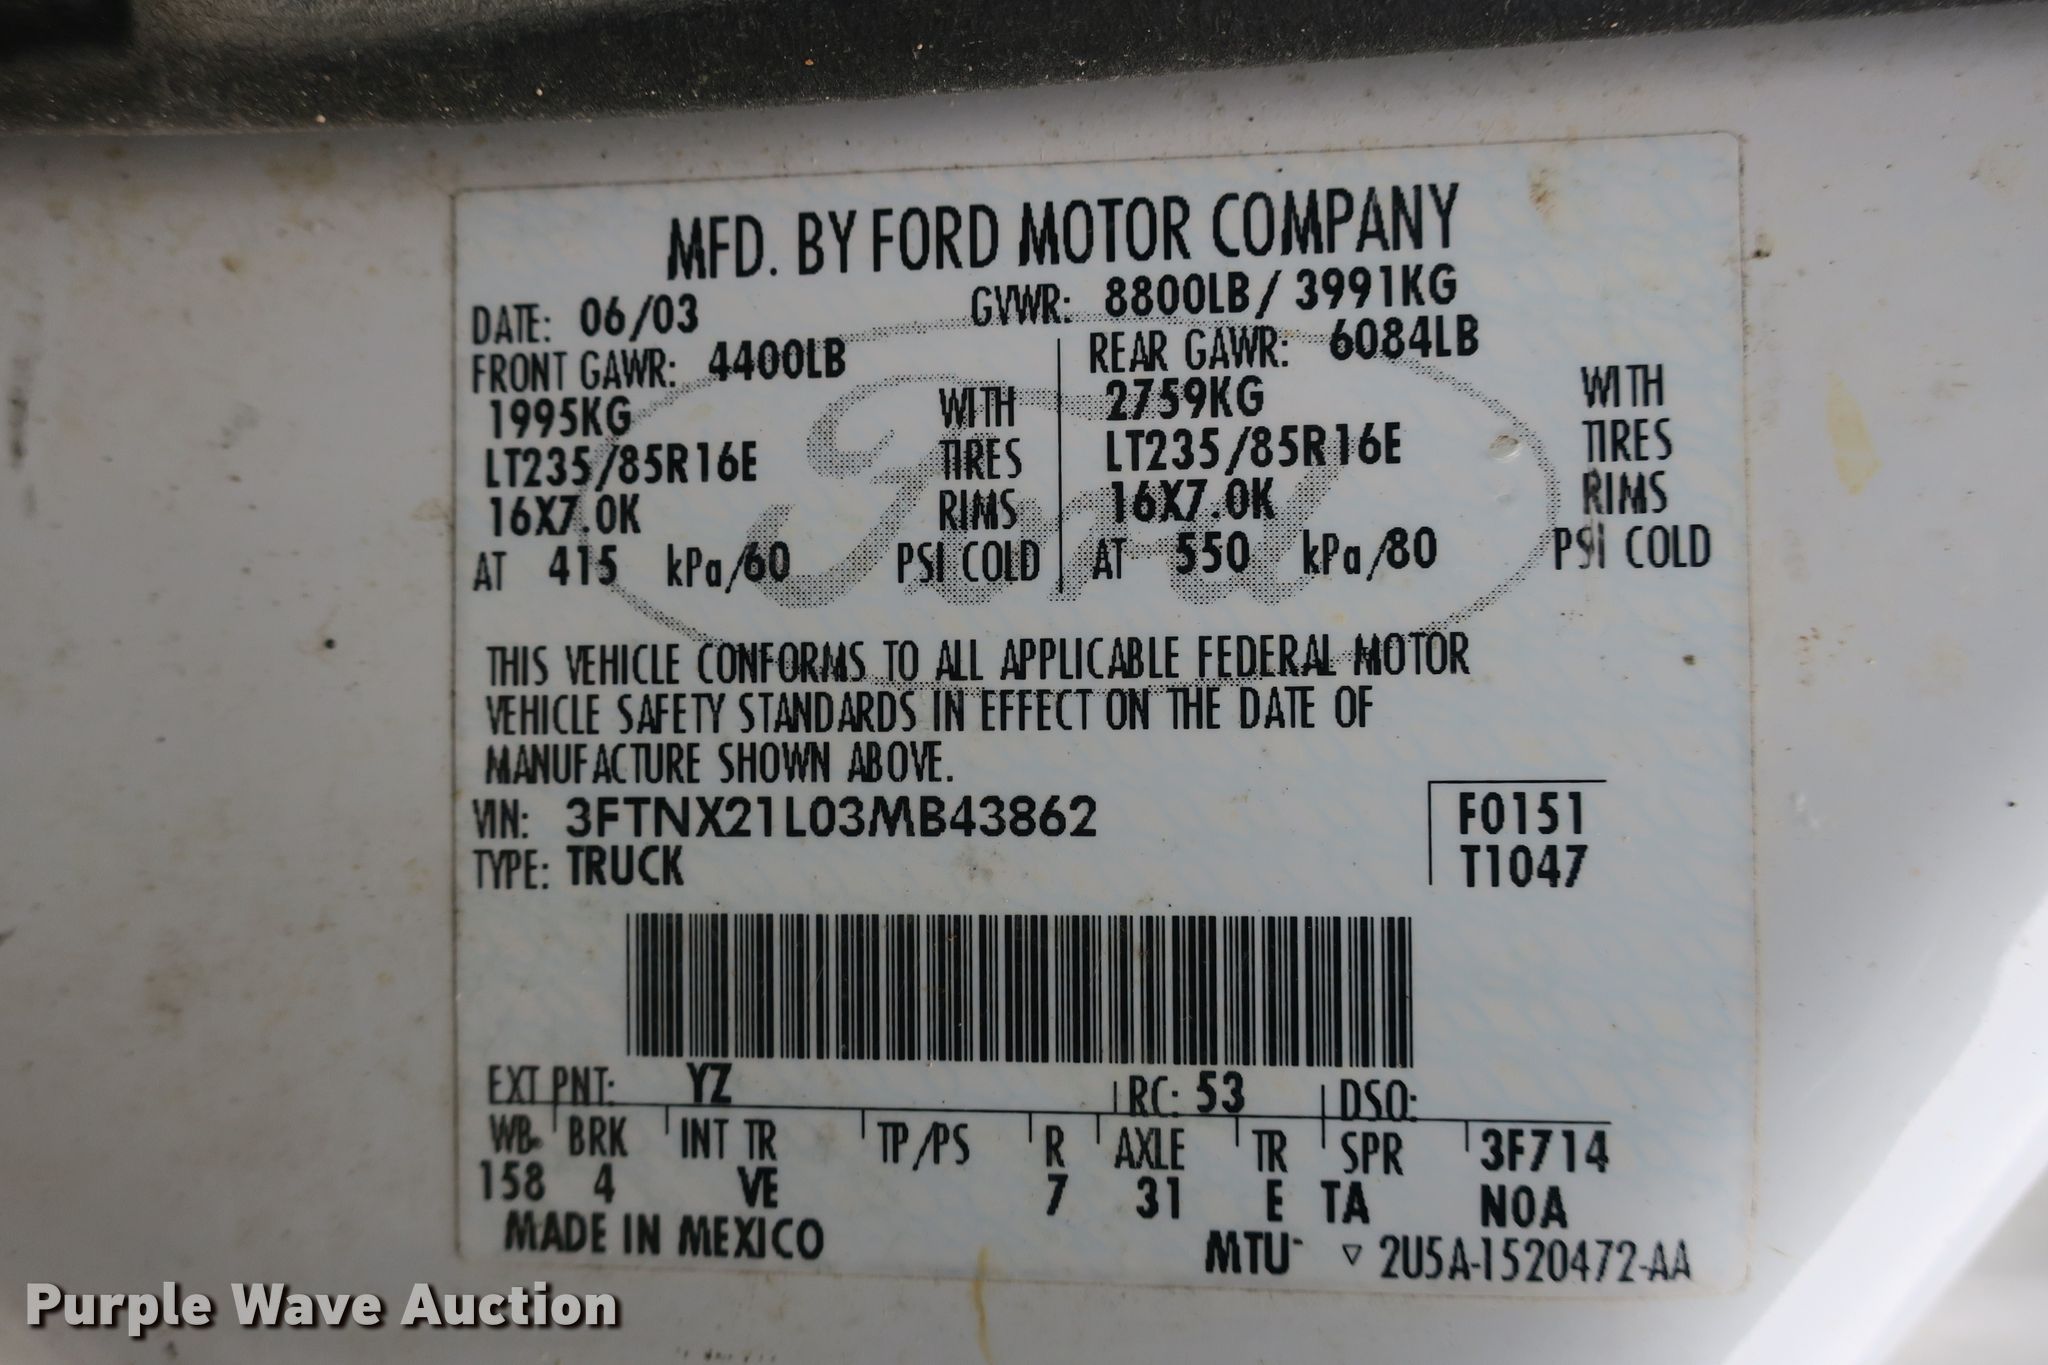 MFD. BY FORD MOTOR COMPANY
DATE: 06/03 GVWR: 8800LB / 3991KG
FRONT GAWR: 4400LB REAR GAWR: 6084LB
1995KG WITH 2759KG WITH
LT235/85R16E TIRES LT235/85R16E TIRES
16X7.0K RIMS 16X7.0K RIMS
AT 415 kPa/60 PSI COLD AT 550 kPa/80 PSI COLD
Ford
THIS VEHICLE CONFORMS TO ALL APPLICABLE FEDERAL MOTOR
VEHICLE SAFETY STANDARDS IN EFFECT ON THE DATE OF
MANUFACTURE SHOWN ABOVE.
VIN: 3FTNX21L03MB43862 F0151
TYPE: TRUCK T1047
EXT PNT: YZ RC: 53 DSO:
WB BRK INT TR TP/PS R AXLE TR SPR 3F714
158 4 VE 7 31 E TA NOA
MADE IN MEXICO MTU- ▽ 2U5A-1520472-AA
Purple Wave Auction